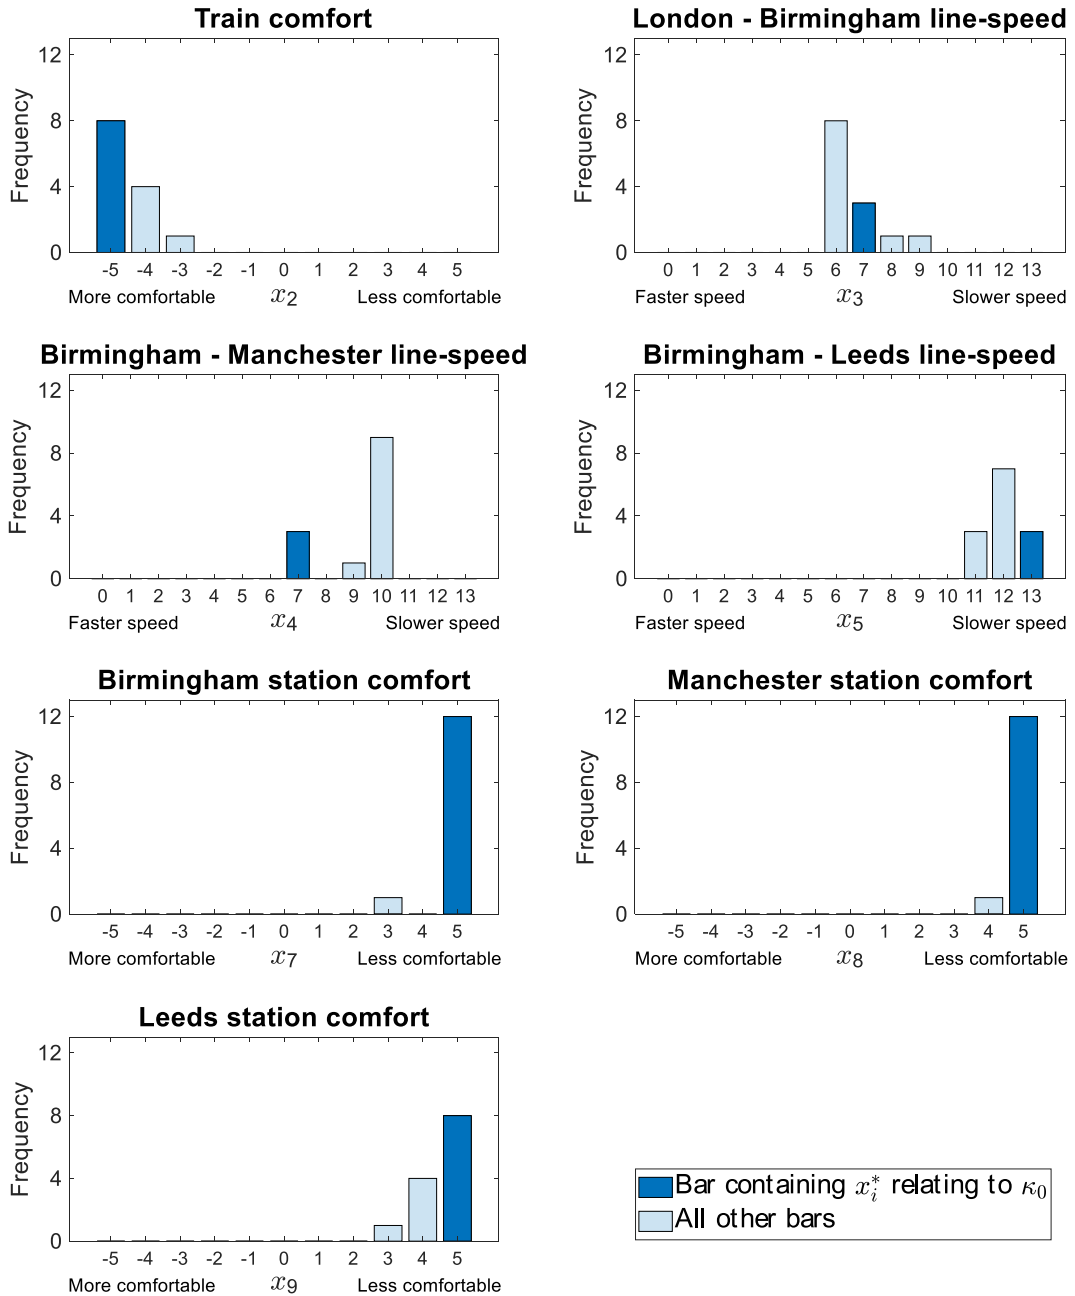 Train comfort
Frequency
12
8
4
0
-5 -4 -3 -2 -1 0 1 2 3 4 5
More comfortable x2 Less comfortable
London - Birmingham line-speed
Frequency
12
8
4
0
0 1 2 3 4 5 6 7 8 9 10 11 12 13
Faster speed x3 Slower speed
Birmingham - Manchester line-speed
Frequency
12
8
4
0
0 1 2 3 4 5 6 7 8 9 10 11 12 13
Faster speed x4 Slower speed
Birmingham - Leeds line-speed
Frequency
12
8
4
0
0 1 2 3 4 5 6 7 8 9 10 11 12 13
Faster speed x5 Slower speed
Birmingham station comfort
Frequency
12
8
4
0
-5 -4 -3 -2 -1 0 1 2 3 4 5
More comfortable x7 Less comfortable
Manchester station comfort
Frequency
12
8
4
0
-5 -4 -3 -2 -1 0 1 2 3 4 5
More comfortable x8 Less comfortable
Leeds station comfort
Frequency
12
8
4
0
-5 -4 -3 -2 -1 0 1 2 3 4 5
More comfortable x9 Less comfortable
Bar containing x*i relating to κ0
All other bars